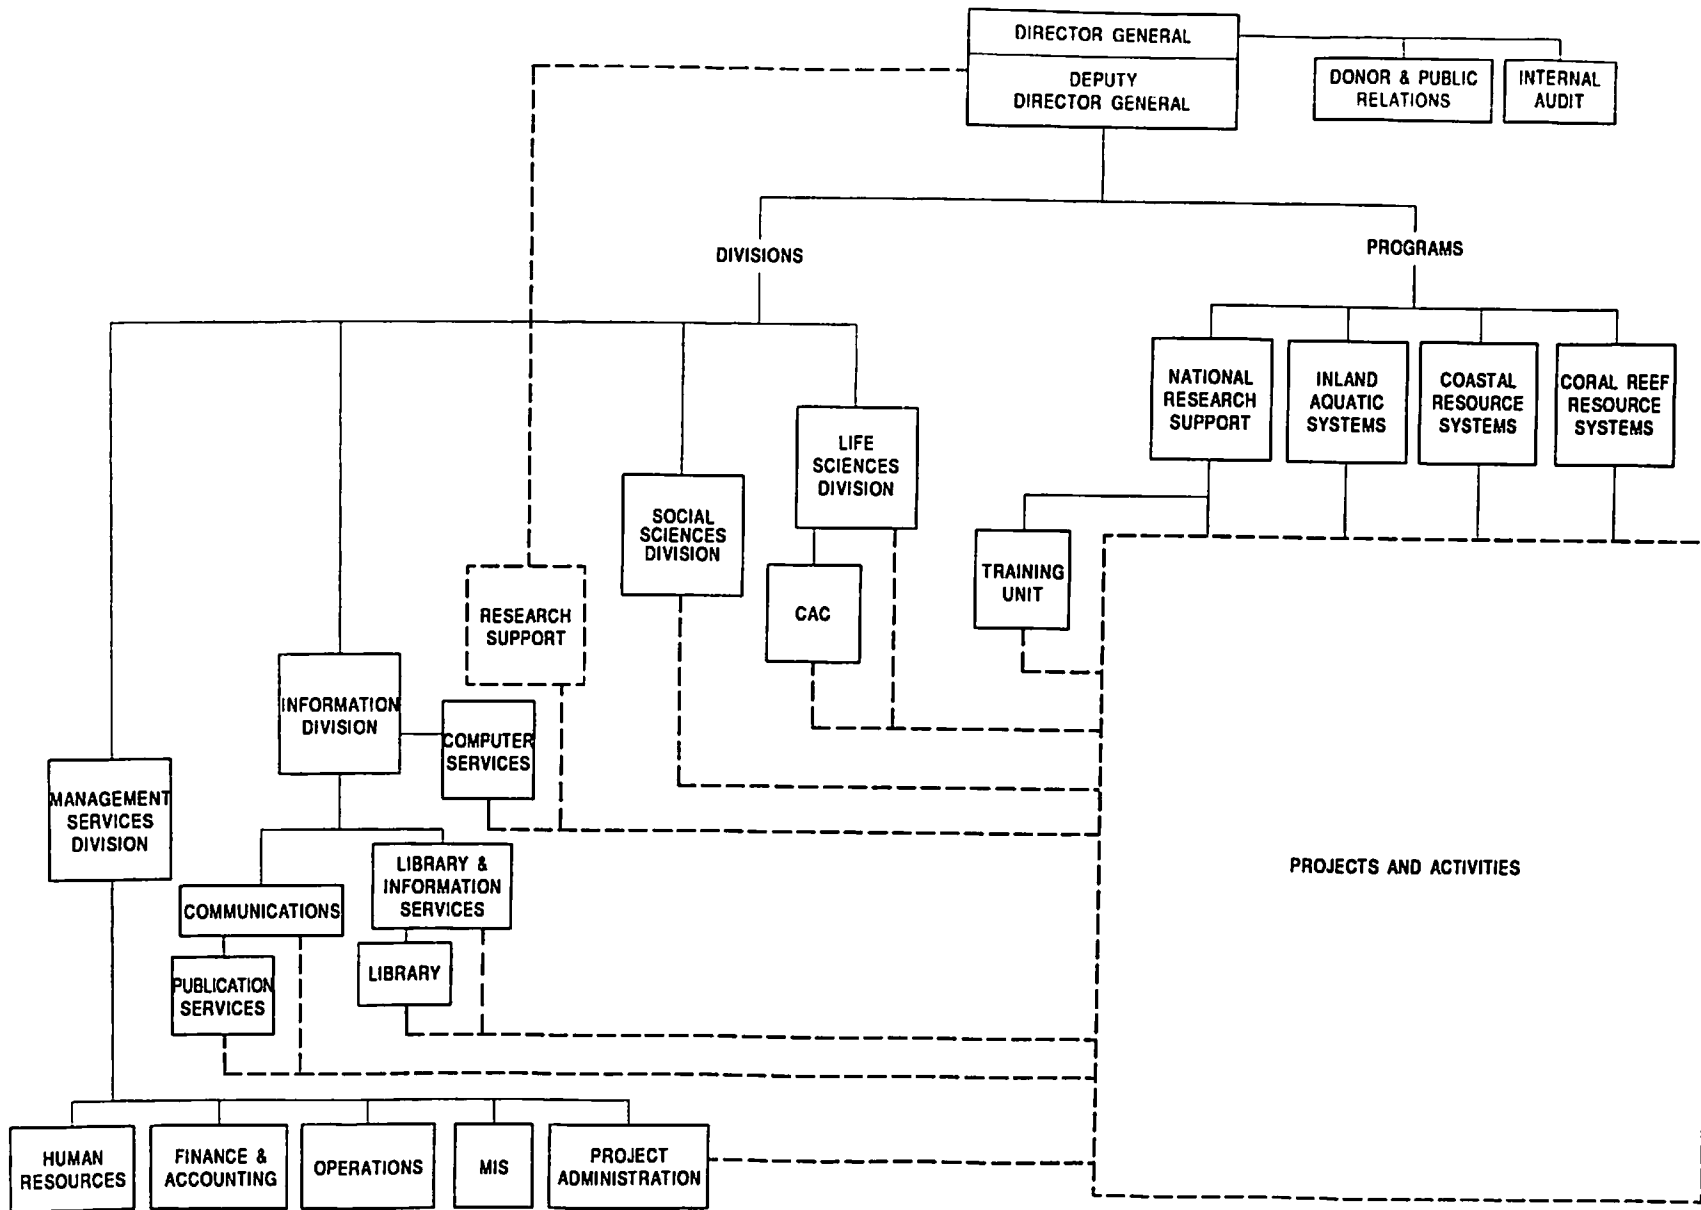 DIRECTOR GENERAL
DEPUTY
DIRECTOR GENERAL
DONOR & PUBLIC
RELATIONS
INTERNAL
AUDIT
DIVISIONS
PROGRAMS
NATIONAL
RESEARCH
SUPPORT
INLAND
AQUATIC
SYSTEMS
COASTAL
RESOURCE
SYSTEMS
CORAL REEF
RESOURCE
SYSTEMS
LIFE
SCIENCES
DIVISION
SOCIAL
SCIENCES
DIVISION
TRAINING
UNIT
CAC
RESEARCH
SUPPORT
INFORMATION
DIVISION
COMPUTER
SERVICES
MANAGEMENT
SERVICES
DIVISION
LIBRARY &
INFORMATION
SERVICES
PROJECTS AND ACTIVITIES
COMMUNICATIONS
LIBRARY
PUBLICATION
SERVICES
HUMAN
RESOURCES
FINANCE &
ACCOUNTING
OPERATIONS
MIS
PROJECT
ADMINISTRATION